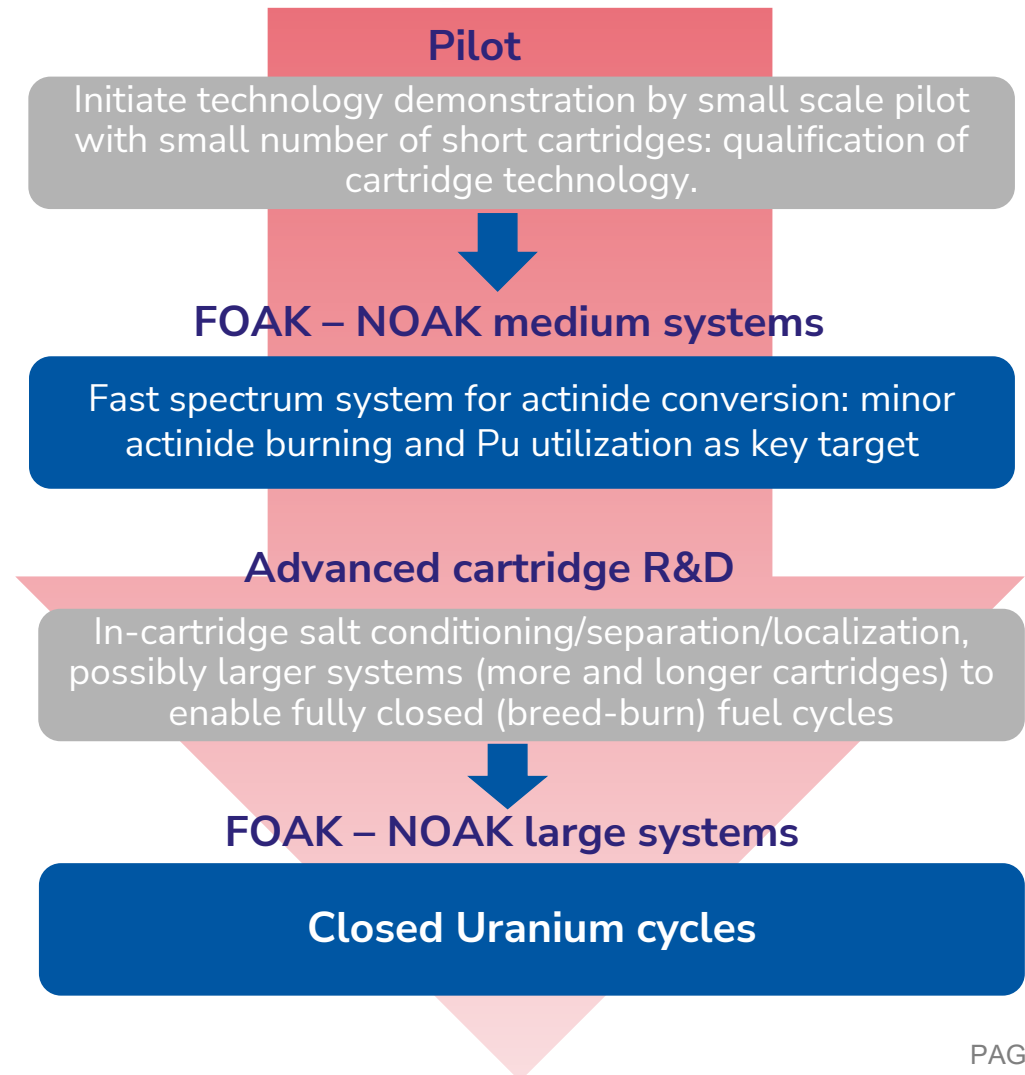 Pilot
Initiate technology demonstration by small scale pilot
with small number of short cartridges: qualification of
cartridge technology.
FOAK – NOAK medium systems
Fast spectrum system for actinide conversion: minor
actinide burning and Pu utilization as key target
Advanced cartridge R&D
In-cartridge salt conditioning/separation/localization,
possibly larger systems (more and longer cartridges) to
enable fully closed (breed-burn) fuel cycles
FOAK – NOAK large systems
Closed Uranium cycles
PAG